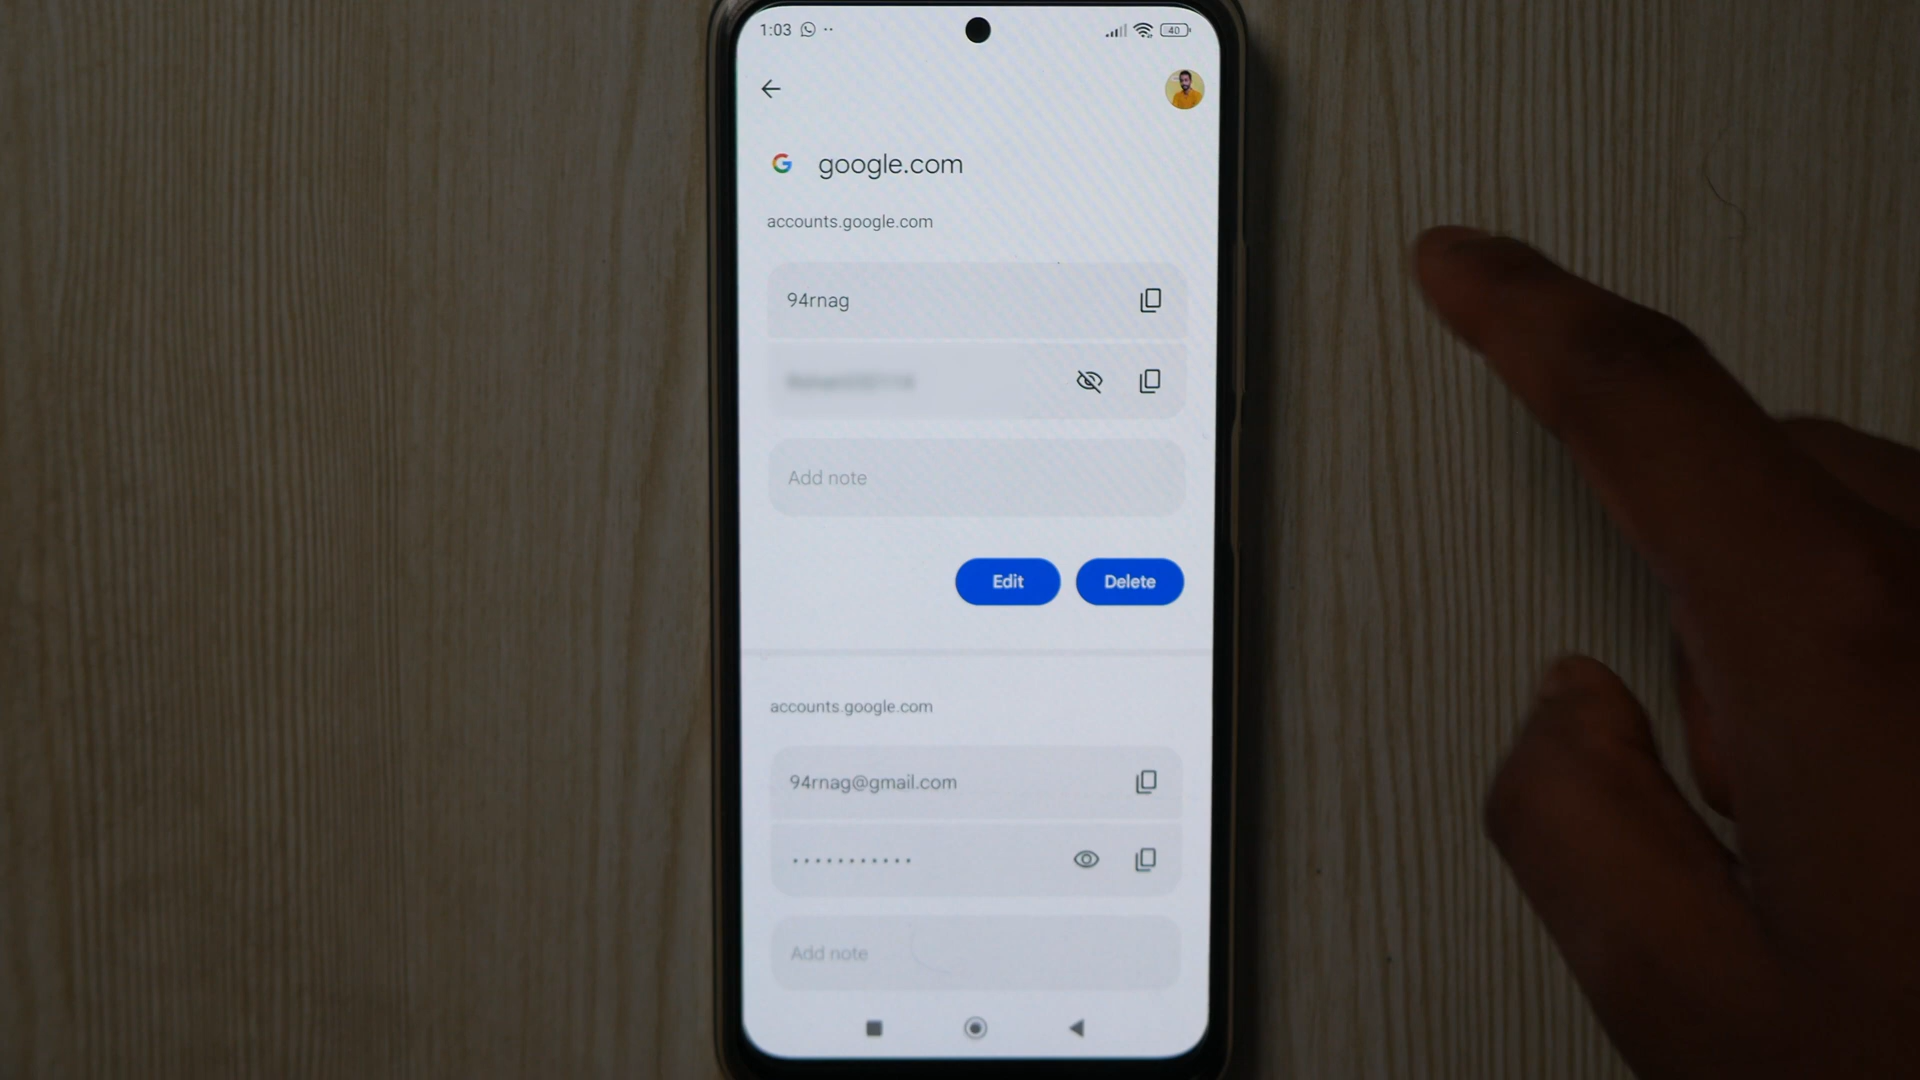 1:03
40
google.com
accounts.google.com
94rnag
Add note
Edit
Delete
accounts.google.com
94rnag@gmail.com
Add note